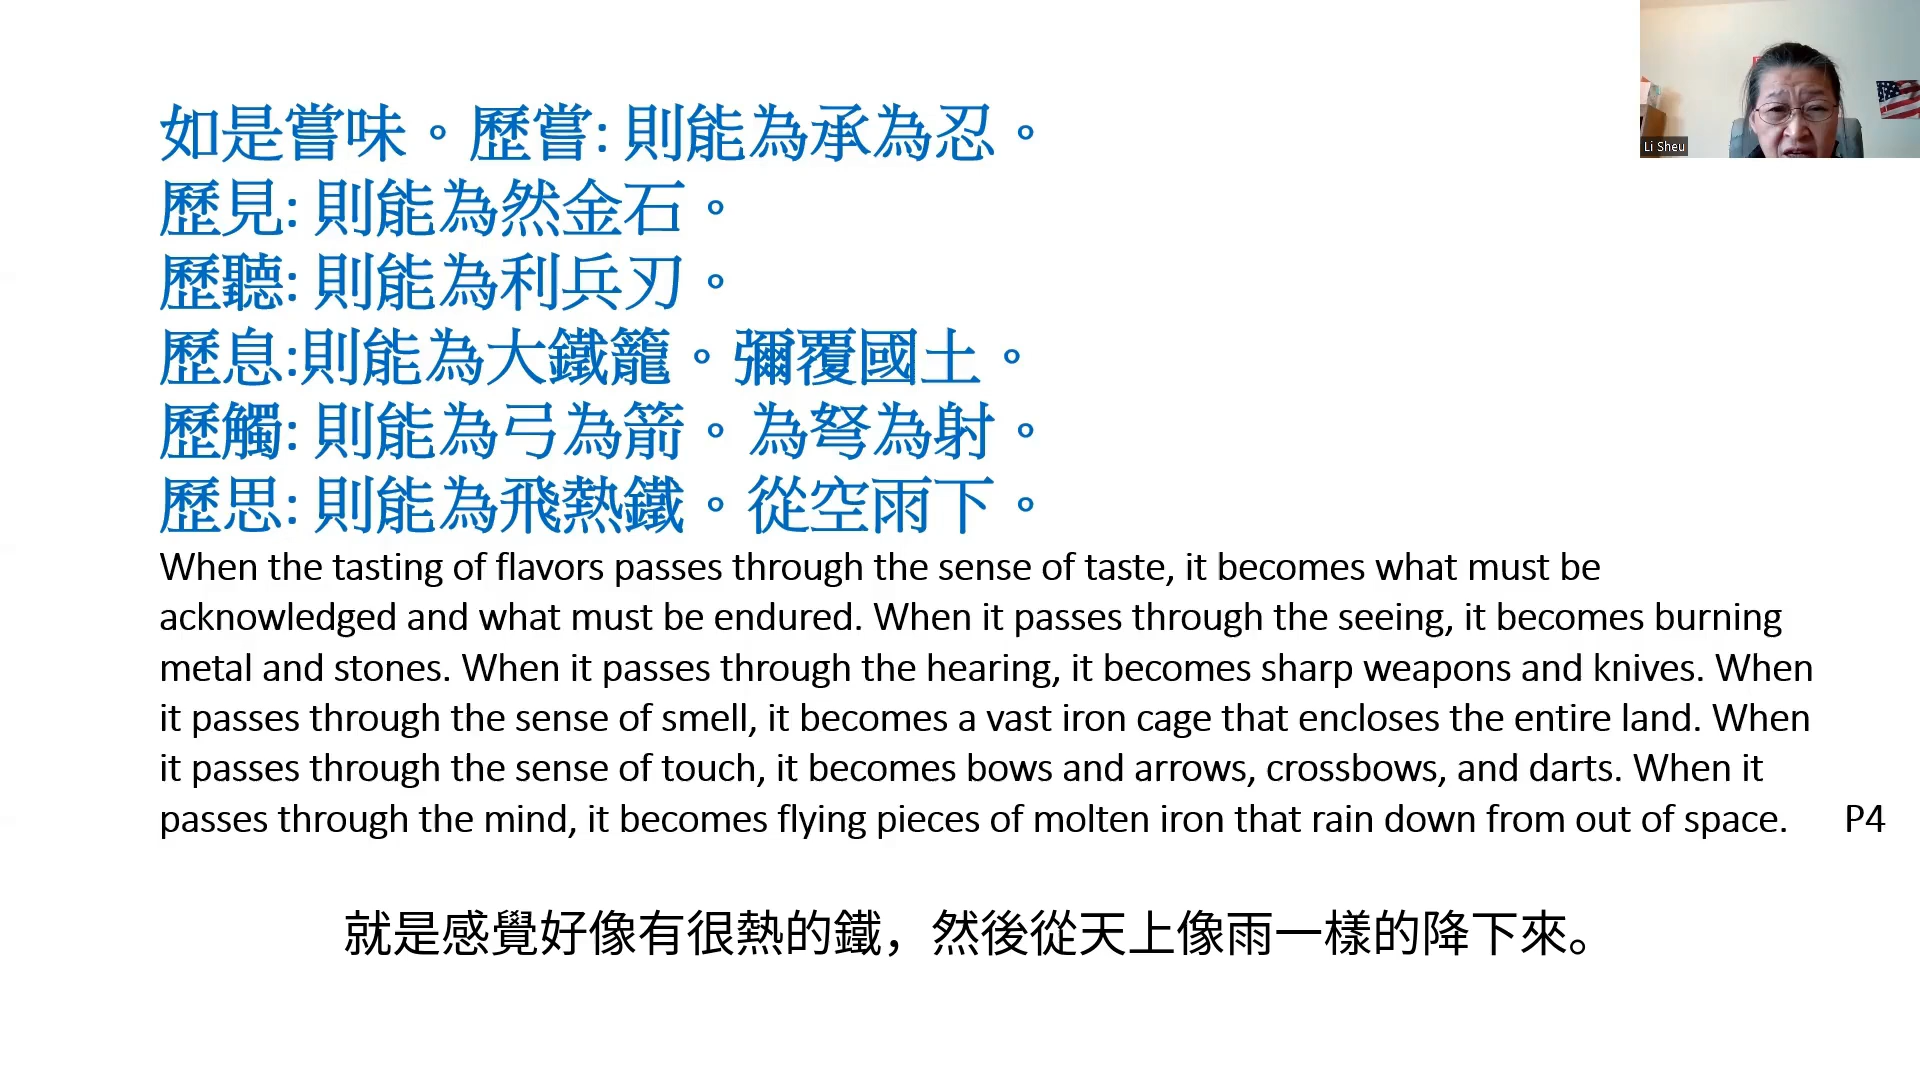 如是嘗味。歷嘗: 則能為承為忍。
歷見: 則能為然金石。
歷聽: 則能為利兵刃。
歷息:則能為大鐵籠。彌覆國土。
歷觸: 則能為弓為箭。為弩為射。
歷思: 則能為飛熱鐵。從空雨下。
When the tasting of flavors passes through the sense of taste, it becomes what must be
acknowledged and what must be endured. When it passes through the seeing, it becomes burning
metal and stones. When it passes through the hearing, it becomes sharp weapons and knives. When
it passes through the sense of smell, it becomes a vast iron cage that encloses the entire land. When
it passes through the sense of touch, it becomes bows and arrows, crossbows, and darts. When it
passes through the mind, it becomes flying pieces of molten iron that rain down from out of space. P4
就是感覺好像有很熱的鐵，然後從天上像雨一樣的降下來。
Li Sheu